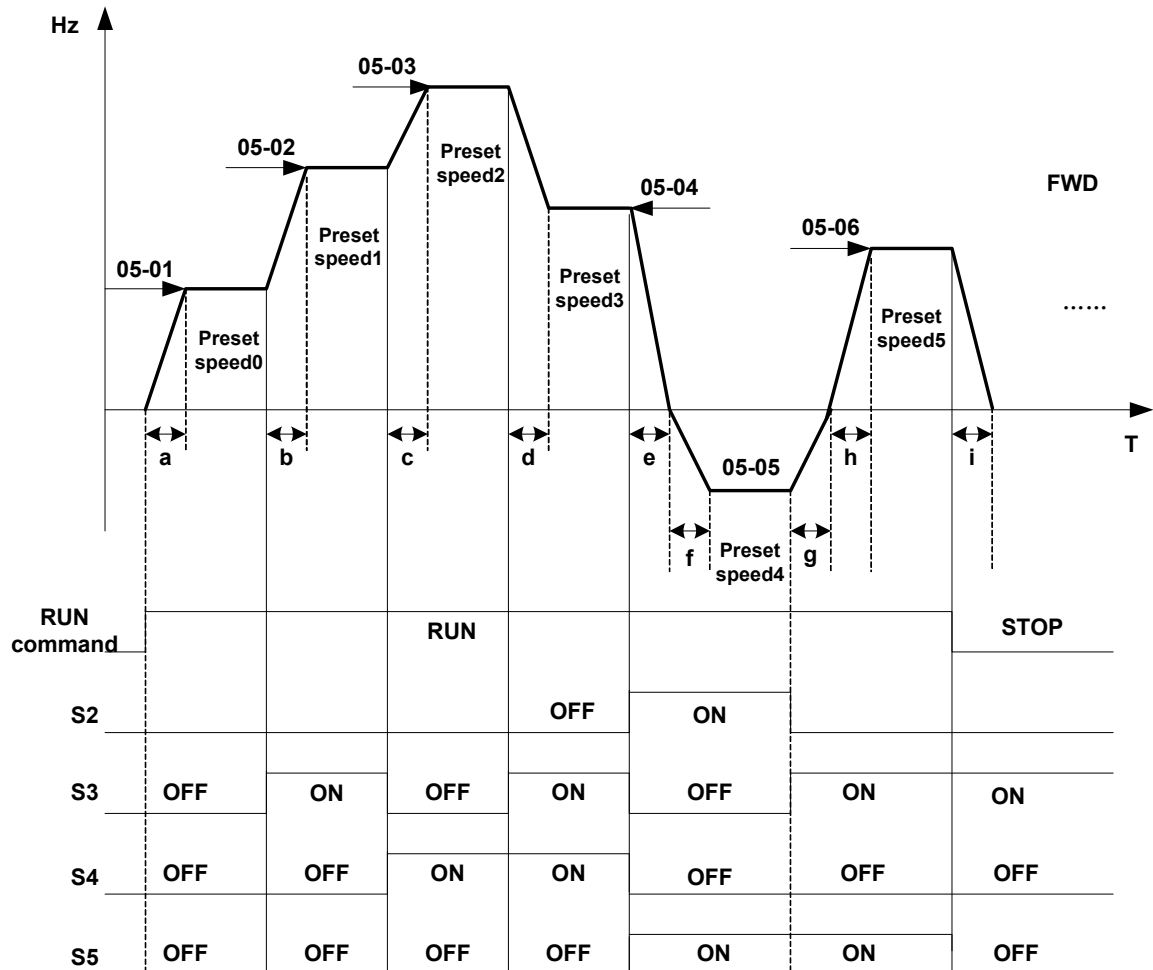 Hz
05-03
05-02
Preset
speed2
05-04
FWD
05-06
Preset
speed1
05-01
Preset
speed3
......
Preset
speed0
Preset
speed5
a
b
c
d
e
05-05
h
i
T
f
Preset
speed4
g
RUN
command
RUN
STOP
S2
OFF
ON
S3
OFF
ON
OFF
ON
OFF
ON
ON
S4
OFF
OFF
ON
ON
OFF
OFF
OFF
S5
OFF
OFF
OFF
OFF
ON
ON
OFF